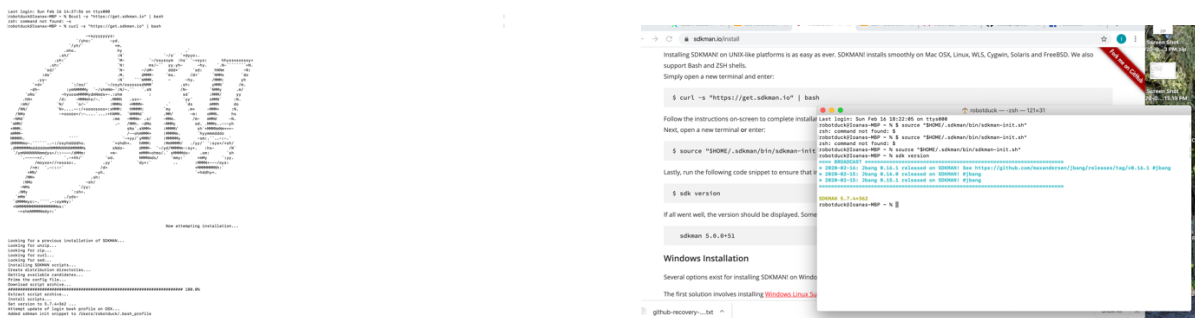 Last login: Sun Feb 16 14:27:56 on ttys000
robotduck@Ioanas-MBP ~ % $curl -s "https://get.sdkman.io" | bash
zsh: command not found: -s
robotduck@Ioanas-MBP ~ % curl -s "https://get.sdkman.io" | bash
Now attempting installation...
Looking for a previous installation of SDKMAN...
Looking for unzip...
Looking for zip...
Looking for curl...
Looking for sed...
Installing SDKMAN scripts...
Create distribution directories...
Getting available candidates...
Prime the config file...
Download script archive...
100.0%
Extract script archive...
Install scripts...
Set version to 5.7.4+362 ...
Attempt update of login bash profile on OSX...
Added sdkman init snippet to /Users/robotduck/.bash_profile
sdkman.io/install
Fork me on GitHub
Installing SDKMAN! on UNIX-like platforms is as easy as ever. SDKMAN! installs smoothly on Mac OSX, Linux, WLS, Cygwin, Solaris and FreeBSD. We also
support Bash and ZSH shells.
Simply open a new terminal and enter:
$ curl -s "https://get.sdkman.io" | bash
Follow the instructions on-screen to complete installa
Next, open a new terminal or enter:
$ source "$HOME/.sdkman/bin/sdkman-init
Lastly, run the following code snippet to ensure that i
$ sdk version
If all went well, the version should be displayed. Some
sdkman 5.0.0+51
Windows Installation
Several options exist for installing SDKMAN! on Windo
The first solution involves installing Windows Linux Su
github-recovery-....txt
robotduck — -zsh — 121×31
Last login: Sun Feb 16 18:22:05 on ttys000
robotduck@Ioanas-MBP ~ % $ source "$HOME/.sdkman/bin/sdkman-init.sh"
zsh: command not found: $
robotduck@Ioanas-MBP ~ % $ source "$HOME/.sdkman/bin/sdkman-init.sh"
zsh: command not found: $
robotduck@Ioanas-MBP ~ % source "$HOME/.sdkman/bin/sdkman-init.sh"
robotduck@Ioanas-MBP ~ % sdk version
==== BROADCAST ====
* 2020-02-16: Jbang 0.16.1 released on SDKMAN! See https://github.com/maxandersen/jbang/releases/tag/v0.16.1 #jbang
* 2020-02-15: Jbang 0.16.0 released on SDKMAN! #jbang
* 2020-02-15: Jbang 0.15.1 released on SDKMAN! #jbang
SDKMAN 5.7.4+362
robotduck@Ioanas-MBP ~ %
Screen Shot
Screen Shot